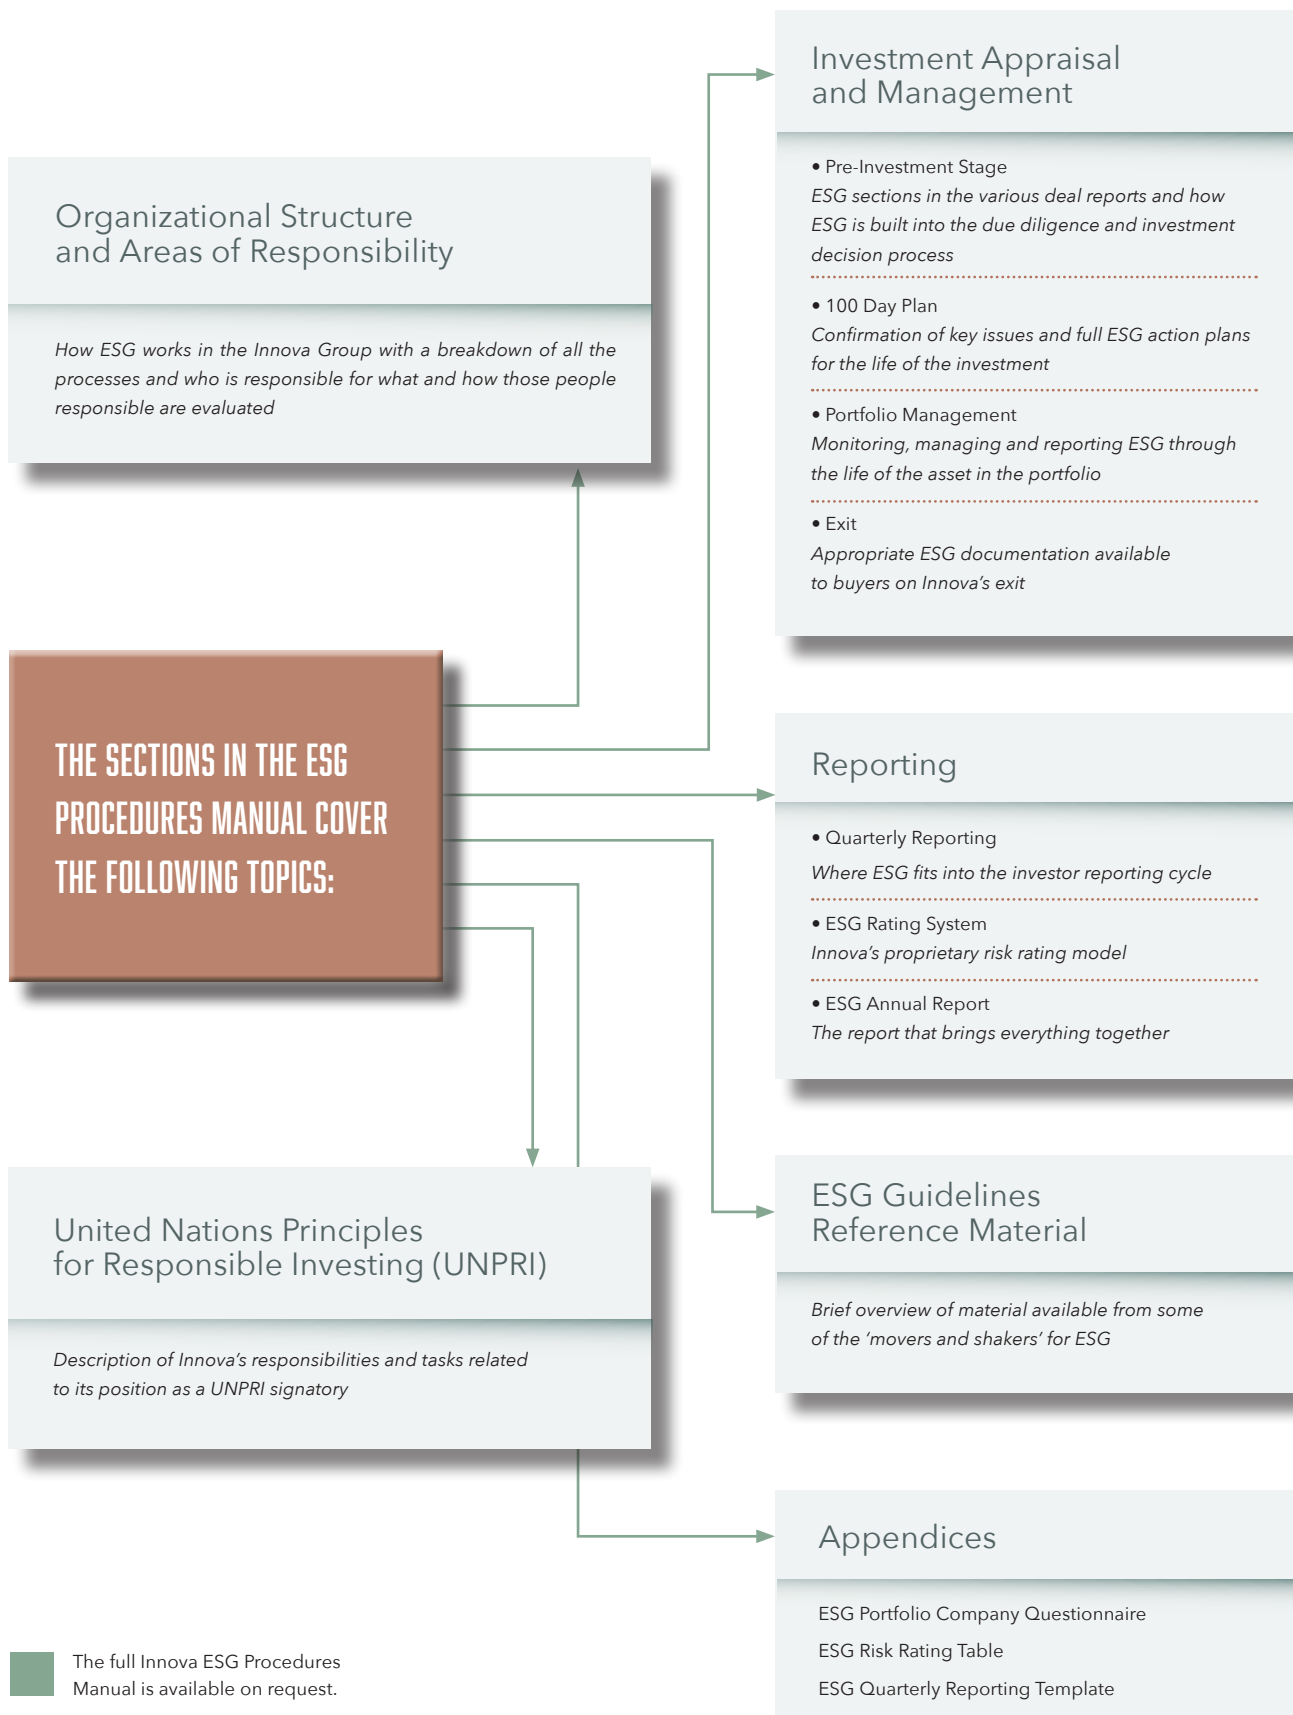 Organizational Structure
and Areas of Responsibility
How ESG works in the Innova Group with a breakdown of all the
processes and who is responsible for what and how those people
responsible are evaluated
THE SECTIONS IN THE ESG
PROCEDURES MANUAL COVER
THE FOLLOWING TOPICS:
United Nations Principles
for Responsible Investing (UNPRI)
Description of Innova's responsibilities and tasks related
to its position as a UNPRI signatory
The full Innova ESG Procedures
Manual is available on request.
Investment Appraisal
and Management
• Pre-Investment Stage
ESG sections in the various deal reports and how
ESG is built into the due diligence and investment
decision process
• 100 Day Plan
Confirmation of key issues and full ESG action plans
for the life of the investment
• Portfolio Management
Monitoring, managing and reporting ESG through
the life of the asset in the portfolio
• Exit
Appropriate ESG documentation available
to buyers on Innova's exit
Reporting
• Quarterly Reporting
Where ESG fits into the investor reporting cycle
• ESG Rating System
Innova's proprietary risk rating model
• ESG Annual Report
The report that brings everything together
ESG Guidelines
Reference Material
Brief overview of material available from some
of the 'movers and shakers' for ESG
Appendices
ESG Portfolio Company Questionnaire
ESG Risk Rating Table
ESG Quarterly Reporting Template